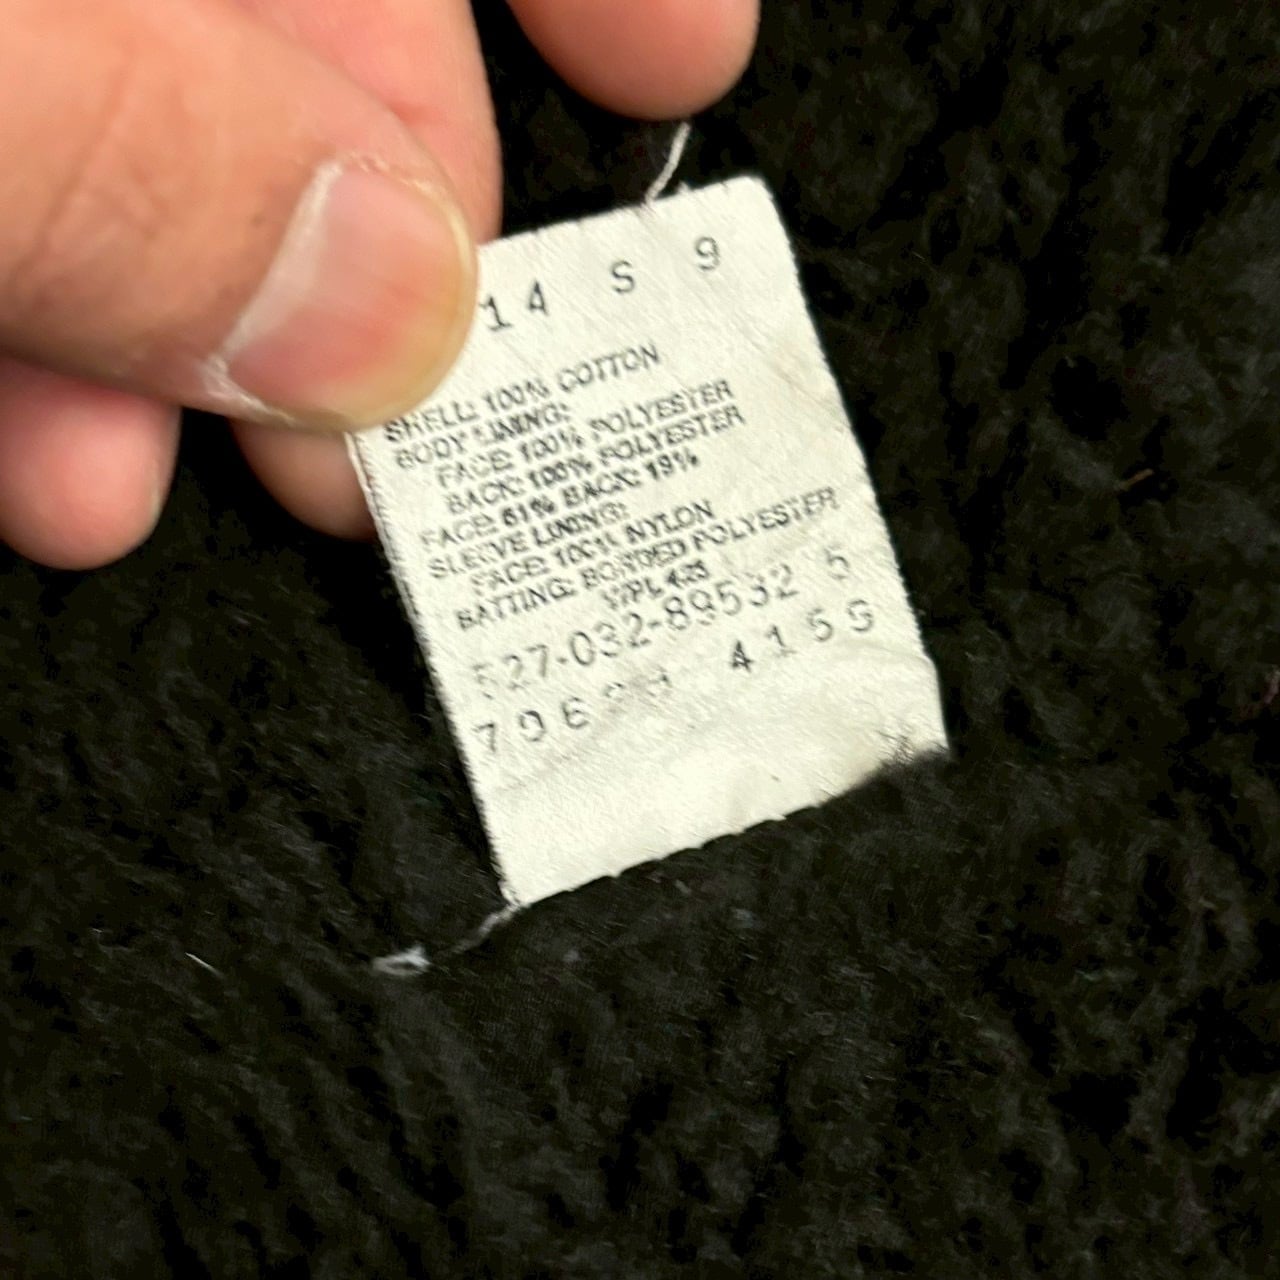 14 S 9
SHELL: 100% COTTON
BODY LINING:
FACE: 100% POLYESTER
BACK: 100% POLYESTER
FACE: 81% BACK: 19%
SLEEVE LINING:
FACE: 100% NYLON
BATTING: BONDED POLYESTER
527-032-89532 5
4159